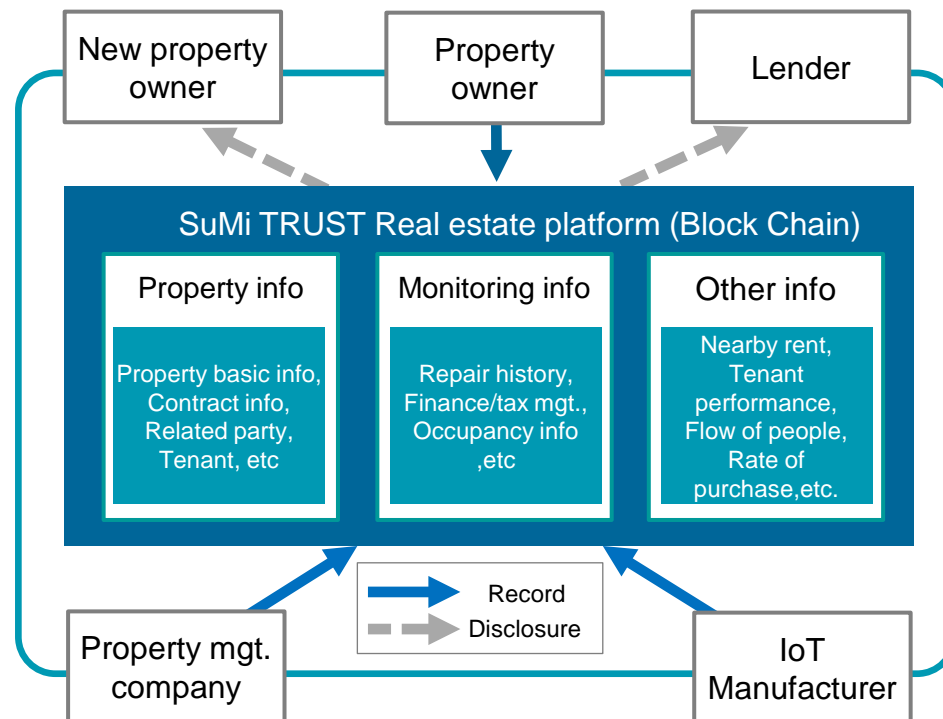 New property
owner
Property
owner
Lender
SuMi TRUST Real estate platform (Block Chain)
Property info
Property basic info,
Contract info,
Related party,
Tenant, etc
Monitoring info
Repair history,
Finance/tax mgt.,
Occupancy info
,etc
Other info
Nearby rent,
Tenant
performance,
Flow of people,
Rate of
purchase,etc.
Record
Disclosure
Property mgt.
company
IoT
Manufacturer